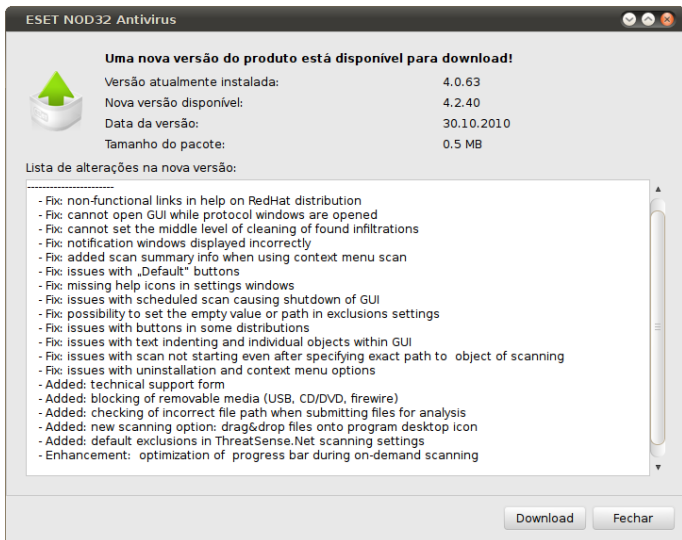 ESET NOD32 Antivirus
Uma nova versão do produto está disponível para download!
Versão atualmente instalada: 4.0.63
Nova versão disponível: 4.2.40
Data da versão: 30.10.2010
Tamanho do pacote: 0.5 MB
Lista de alterações na nova versão:
----------------------
- Fix: non-functional links in help on RedHat distribution
- Fix: cannot open GUI while protocol windows are opened
- Fix: cannot set the middle level of cleaning of found infiltrations
- Fix: notification windows displayed incorrectly
- Fix: added scan summary info when using context menu scan
- Fix: issues with „Default" buttons
- Fix: missing help icons in settings windows
- Fix: issues with scheduled scan causing shutdown of GUI
- Fix: possibility to set the empty value or path in exclusions settings
- Fix: issues with buttons in some distributions
- Fix: issues with text indenting and individual objects within GUI
- Fix: issues with scan not starting even after specifying exact path to  object of scanning
- Fix: issues with uninstallation and context menu options
- Added: technical support form
- Added: blocking of removable media (USB, CD/DVD, firewire)
- Added: checking of incorrect file path when submitting files for analysis
- Added: new scanning option: drag&drop files onto program desktop icon
- Added: default exclusions in ThreatSense.Net scanning settings
- Enhancement:  optimization of  progress bar during on-demand scanning
Download Fechar